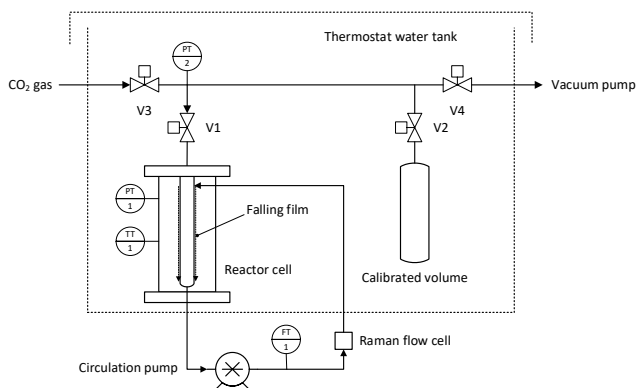 Thermostat water tank
PT
2
CO₂ gas
Vacuum pump
V3
V4
V1
V2
PT
1
Falling film
TT
1
Reactor cell
Calibrated volume
FT
1
Raman flow cell
Circulation pump